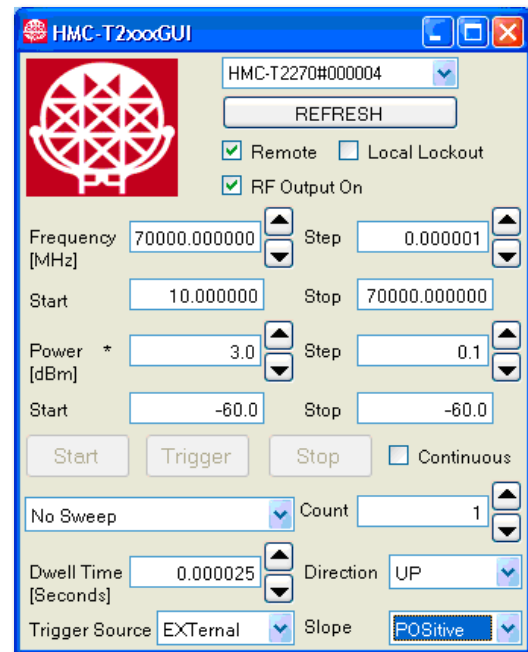 HMC-T2xxxGUI
HMC-T2270#000004
REFRESH
Remote Local Lockout
RF Output On
Frequency [MHz] 70000.000000 Step 0.000001
Start 10.000000 Stop 70000.000000
Power * [dBm] 3.0 Step 0.1
Start -60.0 Stop -60.0
Start Trigger Stop Continuous
No Sweep Count 1
Dwell Time [Seconds] 0.000025 Direction UP
Trigger Source EXTernal Slope POSitive